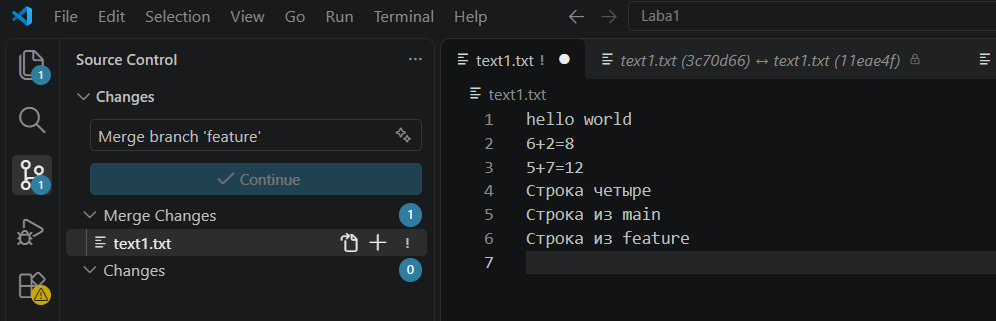 File Edit Selection View Go Run Terminal Help Laba1
Source Control ···
Changes
Merge branch 'feature'
Continue
Merge Changes 1
text1.txt !
Changes 0
1
1
text1.txt ! text1.txt (3c70d66) ↔ text1.txt (11eae4f)
text1.txt
1 hello world
2 6+2=8
3 5+7=12
4 Строка четыре
5 Строка из main
6 Строка из feature
7